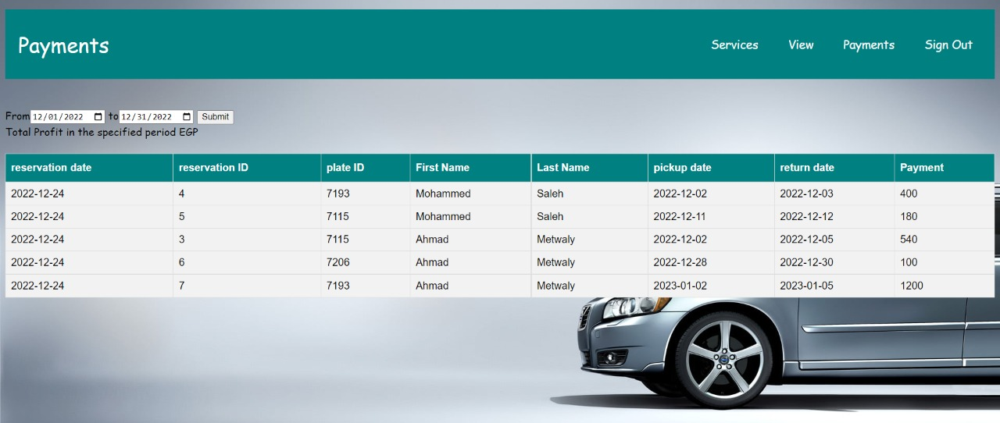 Payments Services View Payments Sign Out
From 12/01/2022 to 12/31/2022 Submit
Total Profit in the specified period EGP
reservation date reservation ID plate ID First Name Last Name pickup date return date Payment
2022-12-24 4 7193 Mohammed Saleh 2022-12-02 2022-12-03 400
2022-12-24 5 7115 Mohammed Saleh 2022-12-11 2022-12-12 180
2022-12-24 3 7115 Ahmad Metwaly 2022-12-02 2022-12-05 540
2022-12-24 6 7206 Ahmad Metwaly 2022-12-28 2022-12-30 100
2022-12-24 7 7193 Ahmad Metwaly 2023-01-02 2023-01-05 1200